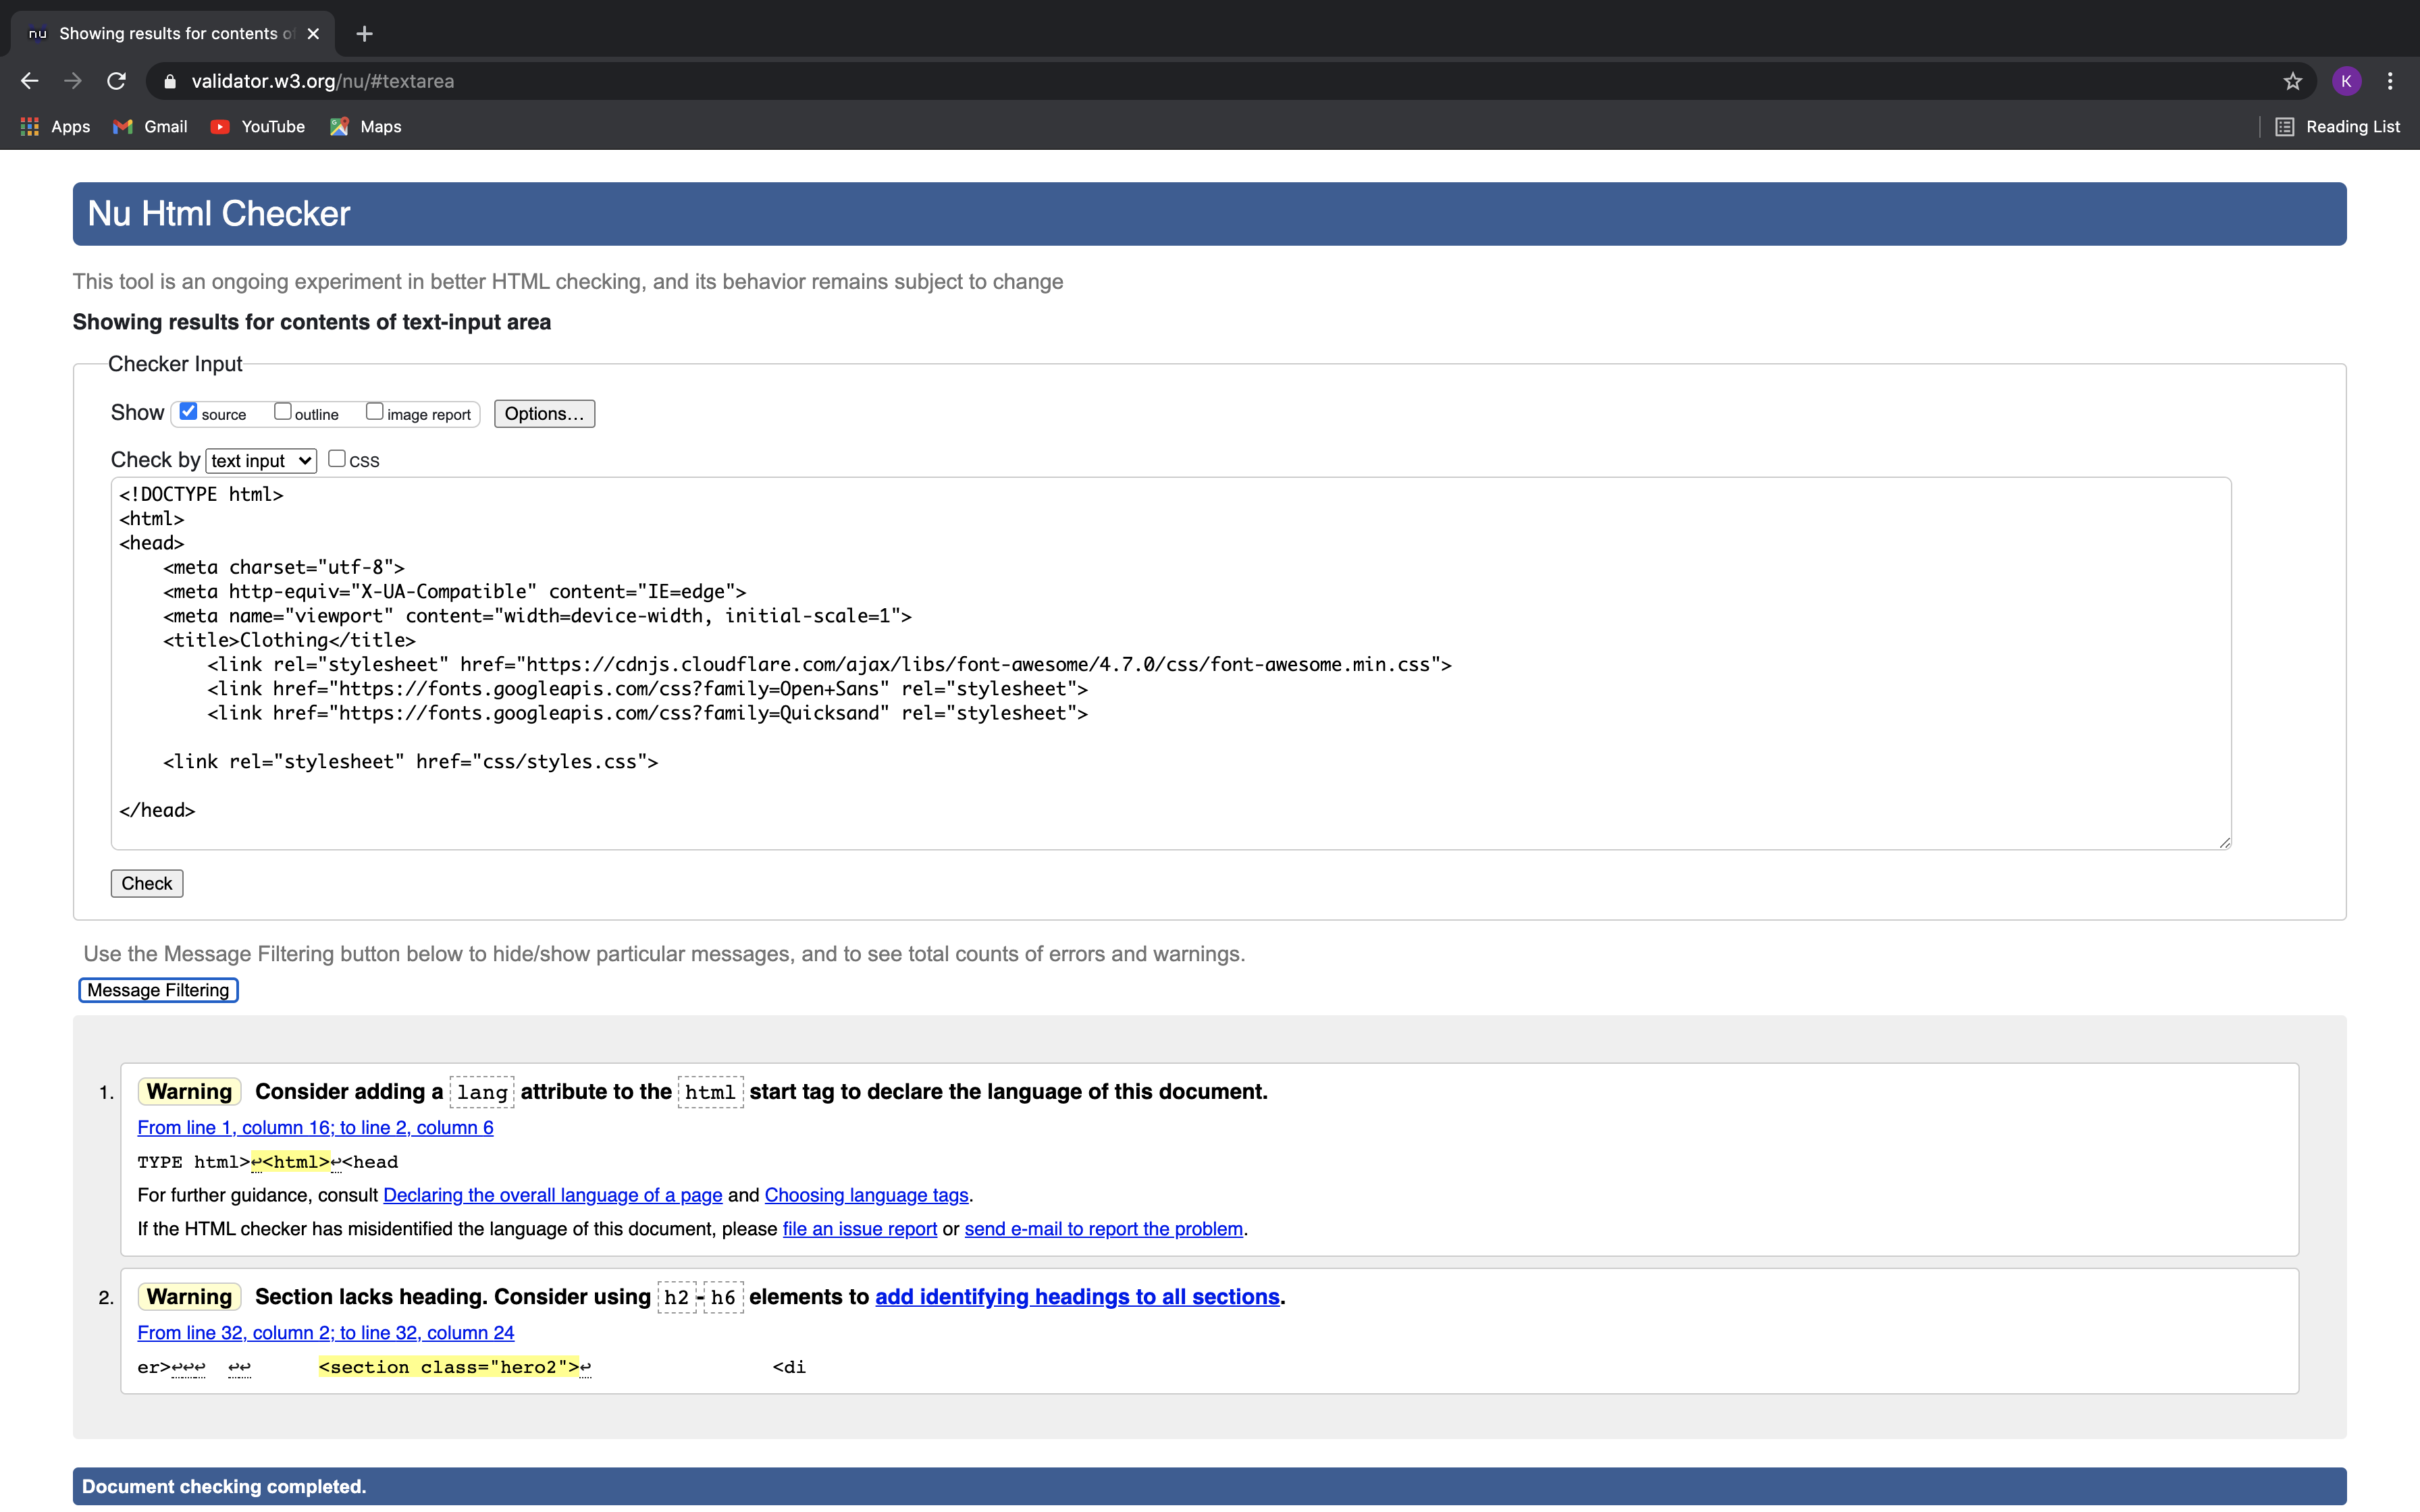 nu Showing results for contents of
validator.w3.org/nu/#textarea
K
Apps Gmail YouTube Maps Reading List
Nu Html Checker
This tool is an ongoing experiment in better HTML checking, and its behavior remains subject to change
Showing results for contents of text-input area
Checker Input
Show source outline image report Options...
Check by text input CSS
<!DOCTYPE html>
<html>
<head>
    <meta charset="utf-8">
    <meta http-equiv="X-UA-Compatible" content="IE=edge">
    <meta name="viewport" content="width=device-width, initial-scale=1">
    <title>Clothing</title>
        <link rel="stylesheet" href="https://cdnjs.cloudflare.com/ajax/libs/font-awesome/4.7.0/css/font-awesome.min.css">
        <link href="https://fonts.googleapis.com/css?family=Open+Sans" rel="stylesheet">
        <link href="https://fonts.googleapis.com/css?family=Quicksand" rel="stylesheet">
    <link rel="stylesheet" href="css/styles.css">
</head>
Check
Use the Message Filtering button below to hide/show particular messages, and to see total counts of errors and warnings.
Message Filtering
1. Warning Consider adding a lang attribute to the html start tag to declare the language of this document.
From line 1, column 16; to line 2, column 6
TYPE html>↩<html>↩<head
For further guidance, consult Declaring the overall language of a page and Choosing language tags.
If the HTML checker has misidentified the language of this document, please file an issue report or send e-mail to report the problem.
2. Warning Section lacks heading. Consider using h2-h6 elements to add identifying headings to all sections.
From line 32, column 2; to line 32, column 24
er>↩↩↩  ↩↩      <section class="hero2">↩                <di
Document checking completed.